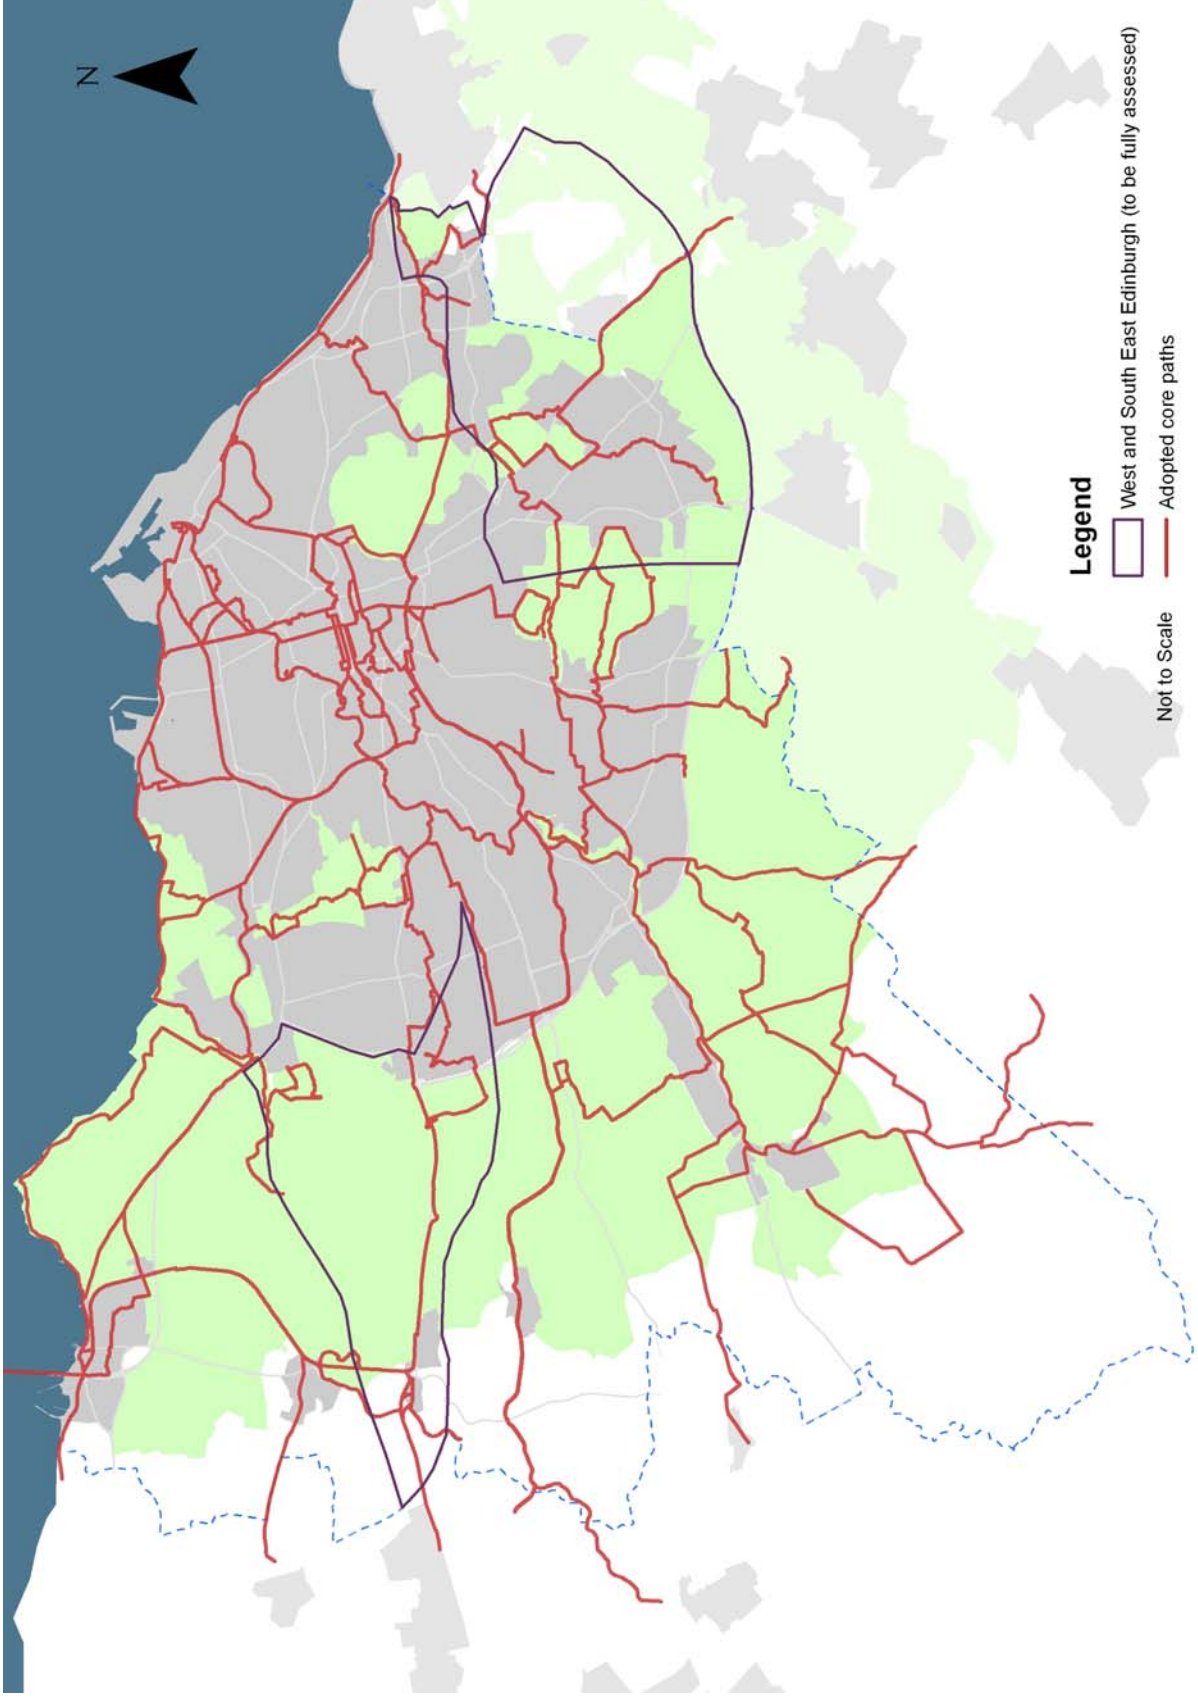 N
Legend
West and South East Edinburgh (to be fully assessed)
Adopted core paths
Not to Scale